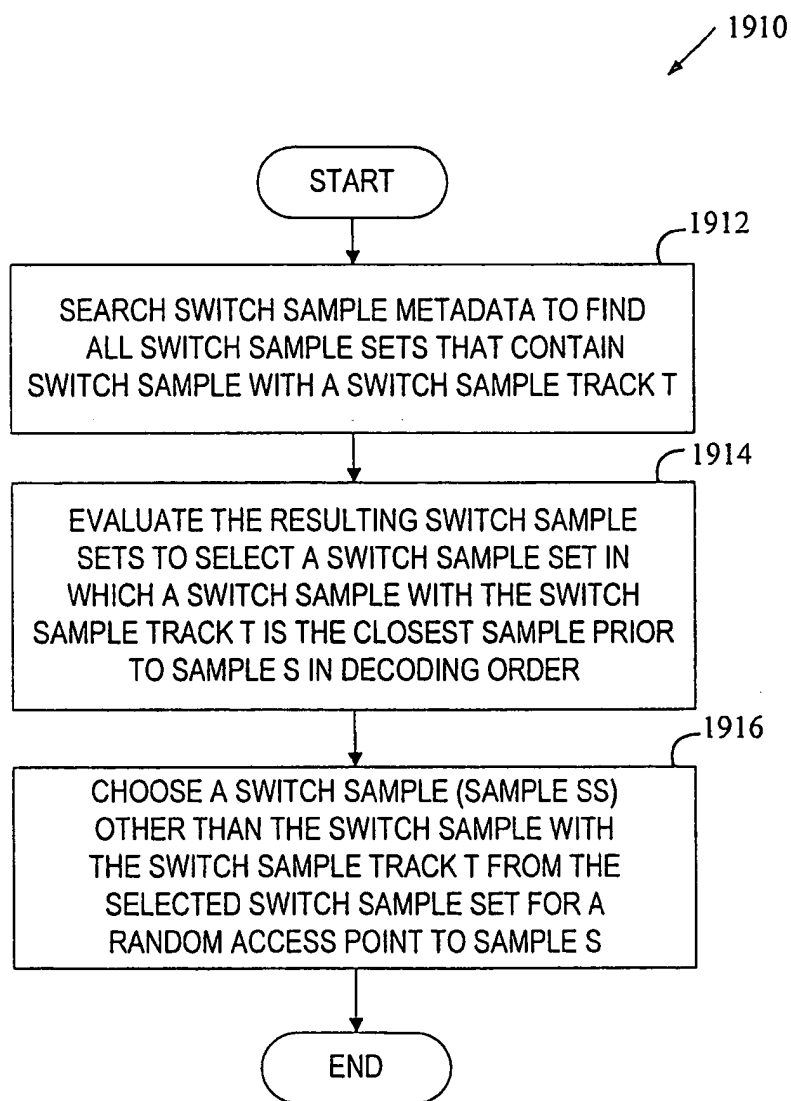 1910
START
1912
SEARCH SWITCH SAMPLE METADATA TO FIND
ALL SWITCH SAMPLE SETS THAT CONTAIN
SWITCH SAMPLE WITH A SWITCH SAMPLE TRACK T
1914
EVALUATE THE RESULTING SWITCH SAMPLE
SETS TO SELECT A SWITCH SAMPLE SET IN
WHICH A SWITCH SAMPLE WITH THE SWITCH
SAMPLE TRACK T IS THE CLOSEST SAMPLE PRIOR
TO SAMPLE S IN DECODING ORDER
1916
CHOOSE A SWITCH SAMPLE (SAMPLE SS)
OTHER THAN THE SWITCH SAMPLE WITH
THE SWITCH SAMPLE TRACK T FROM THE
SELECTED SWITCH SAMPLE SET FOR A
RANDOM ACCESS POINT TO SAMPLE S
END